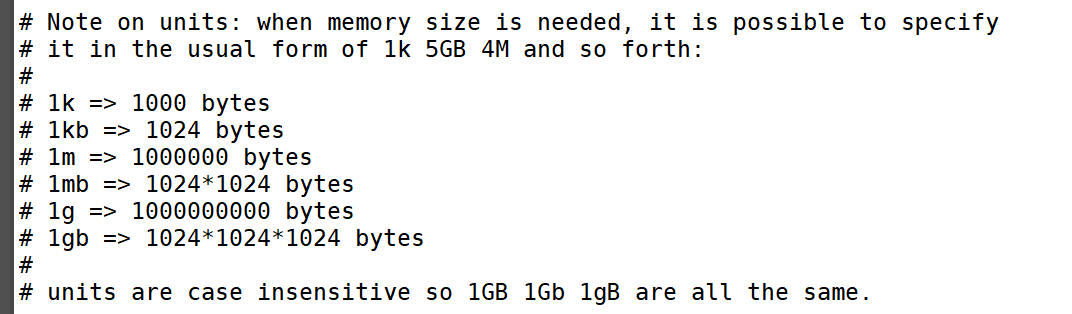 # Note on units: when memory size is needed, it is possible to specify
# it in the usual form of 1k 5GB 4M and so forth:
#
# 1k => 1000 bytes
# 1kb => 1024 bytes
# 1m => 1000000 bytes
# 1mb => 1024*1024 bytes
# 1g => 1000000000 bytes
# 1gb => 1024*1024*1024 bytes
#
# units are case insensitive so 1GB 1Gb 1gB are all the same.